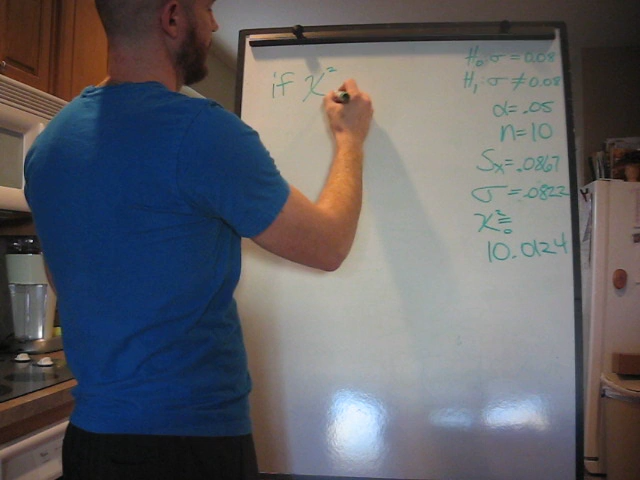 if χ²
H₀: σ = 0.08
H₁: σ ≠ 0.08
α = .05
n = 10
Sx = .0867
σ = .0822
χ²₀ =
10.0124